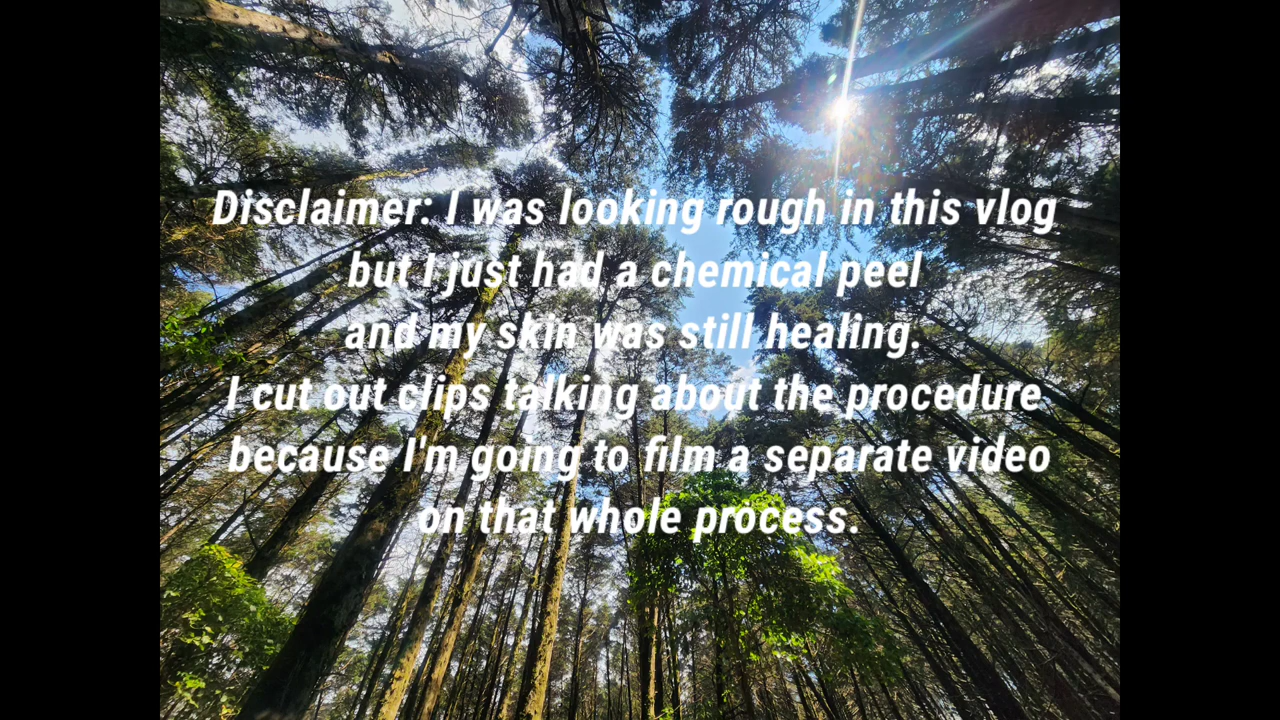 Disclaimer: I was looking rough in this vlog
but I just had a chemical peel
and my skin was still healing.
I cut out clips talking about the procedure
because I'm going to film a separate video
on that whole process.